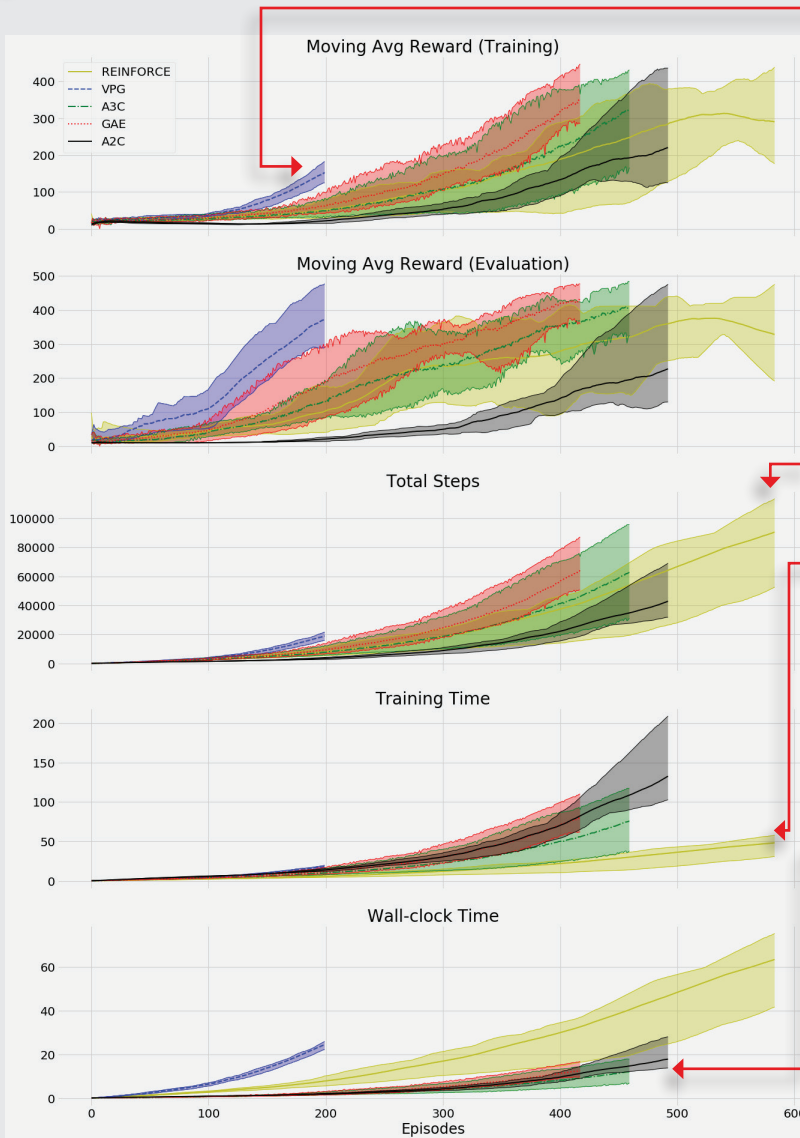 Moving Avg Reward (Training)
REINFORCE
VPG
A3C
GAE
A2C
400
300
200
100
0
Moving Avg Reward (Evaluation)
500
400
300
200
100
0
Total Steps
100000
80000
60000
40000
20000
0
Training Time
200
150
100
50
0
Wall-clock Time
60
40
20
0
0 100 200 300 400 500
Episodes